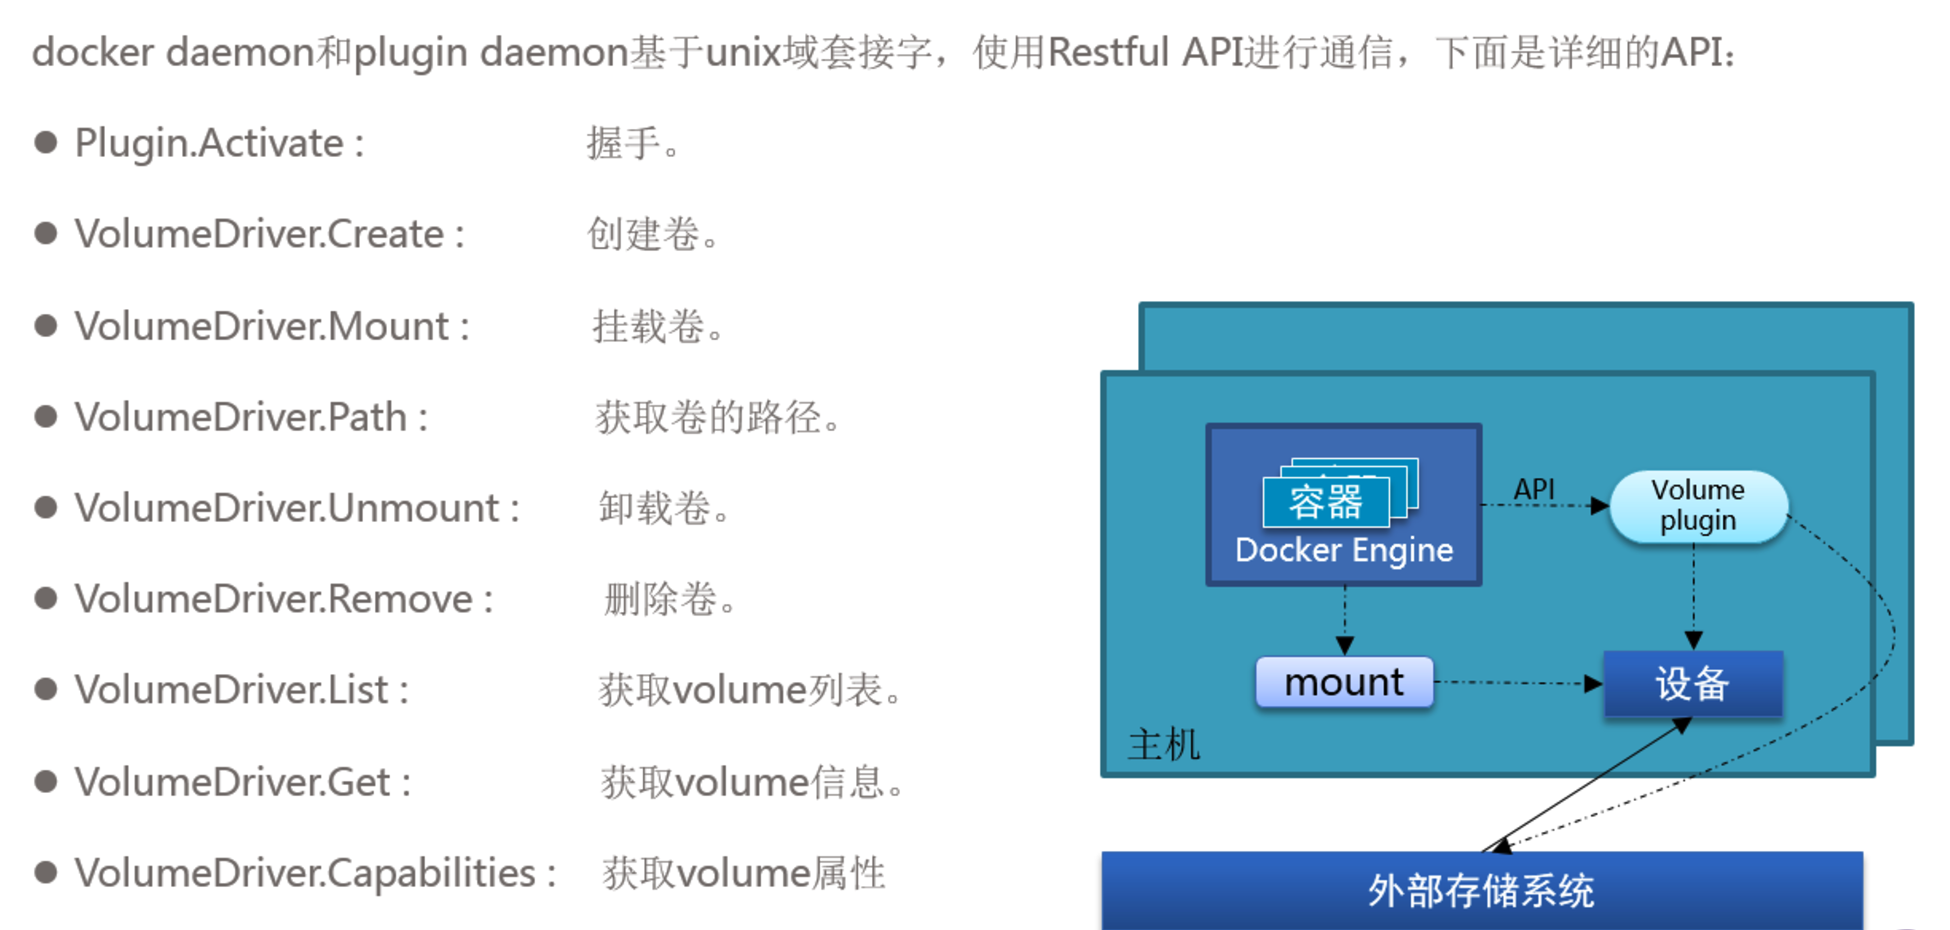 docker daemon和plugin daemon基于unix域套接字，使用Restful API进行通信，下面是详细的API：
● Plugin.Activate : 握手。
● VolumeDriver.Create : 创建卷。
● VolumeDriver.Mount : 挂载卷。
● VolumeDriver.Path : 获取卷的路径。
● VolumeDriver.Unmount : 卸载卷。
● VolumeDriver.Remove : 删除卷。
● VolumeDriver.List : 获取volume列表。
● VolumeDriver.Get : 获取volume信息。
● VolumeDriver.Capabilities : 获取volume属性
容器
Docker Engine
API
Volume
plugin
mount
设备
主机
外部存储系统